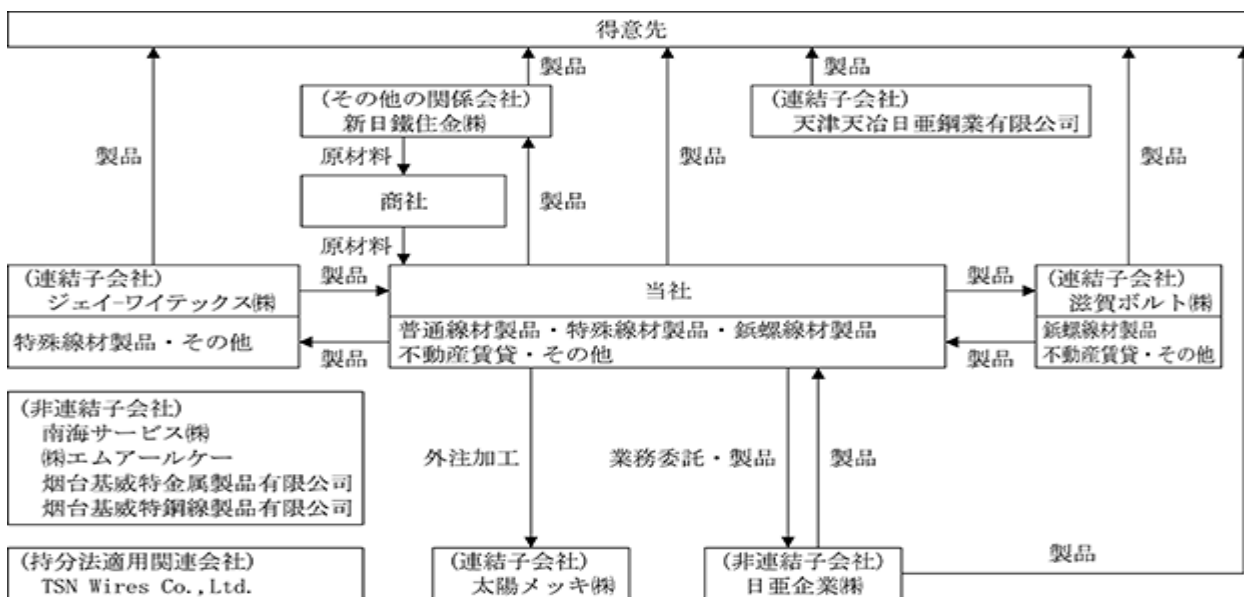 得意先
製品
製品
(その他の関係会社)
新日鐵住金㈱
(連結子会社)
天津天冶日亜鋼業有限公司
製品
原材料
製品
製品
商社
原材料
(連結子会社)
ジェイ-ワイテックス㈱
特殊線材製品・その他
製品
製品
当社
普通線材製品・特殊線材製品・鋲螺線材製品
不動産賃貸・その他
製品
製品
(連結子会社)
滋賀ボルト㈱
鋲螺線材製品
不動産賃貸・その他
(非連結子会社)
南海サービス㈱
㈱エムアールケー
烟台基威特金属製品有限公司
烟台基威特鋼線製品有限公司
外注加工
業務委託・製品
製品
(持分法適用関連会社)
TSN Wires Co.,Ltd.
(連結子会社)
太陽メッキ㈱
(非連結子会社)
日亜企業㈱
製品